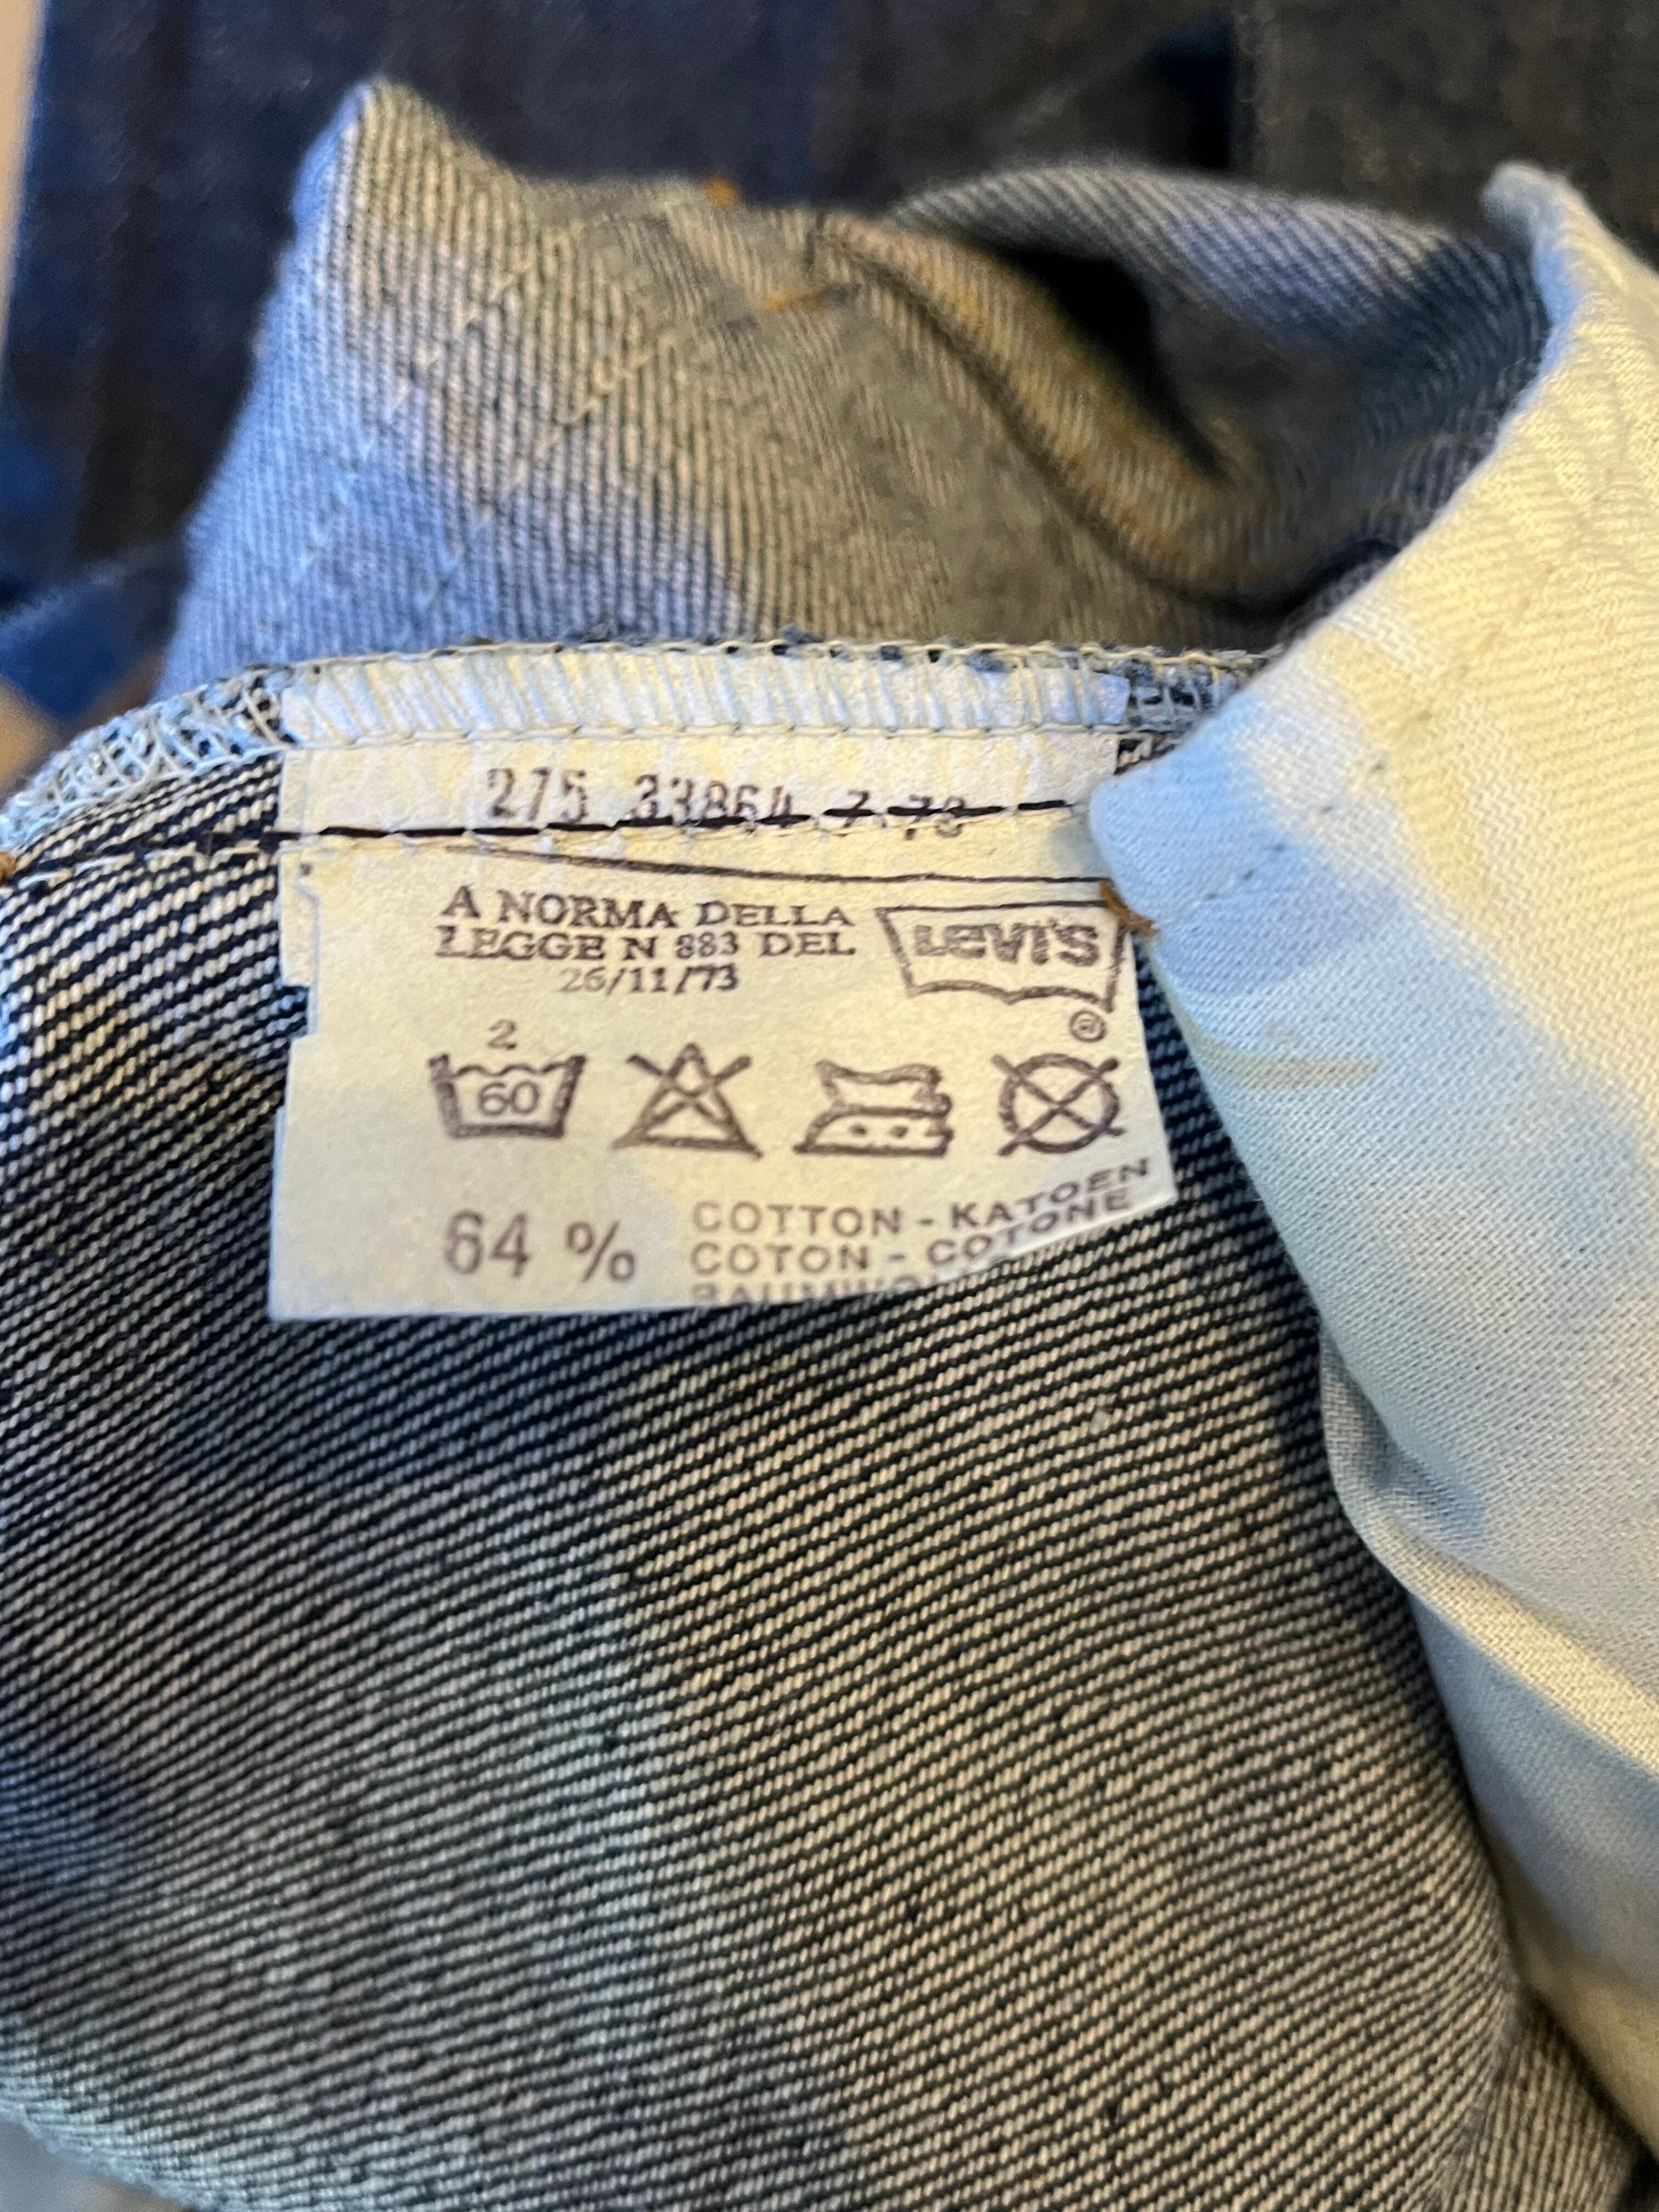 275 33864 7 78
A NORMA DELLA
LEGGE N 883 DEL
26/11/73
LEVI'S
®
2
60
64 %
COTTON - KATOEN
COTON - COTONE